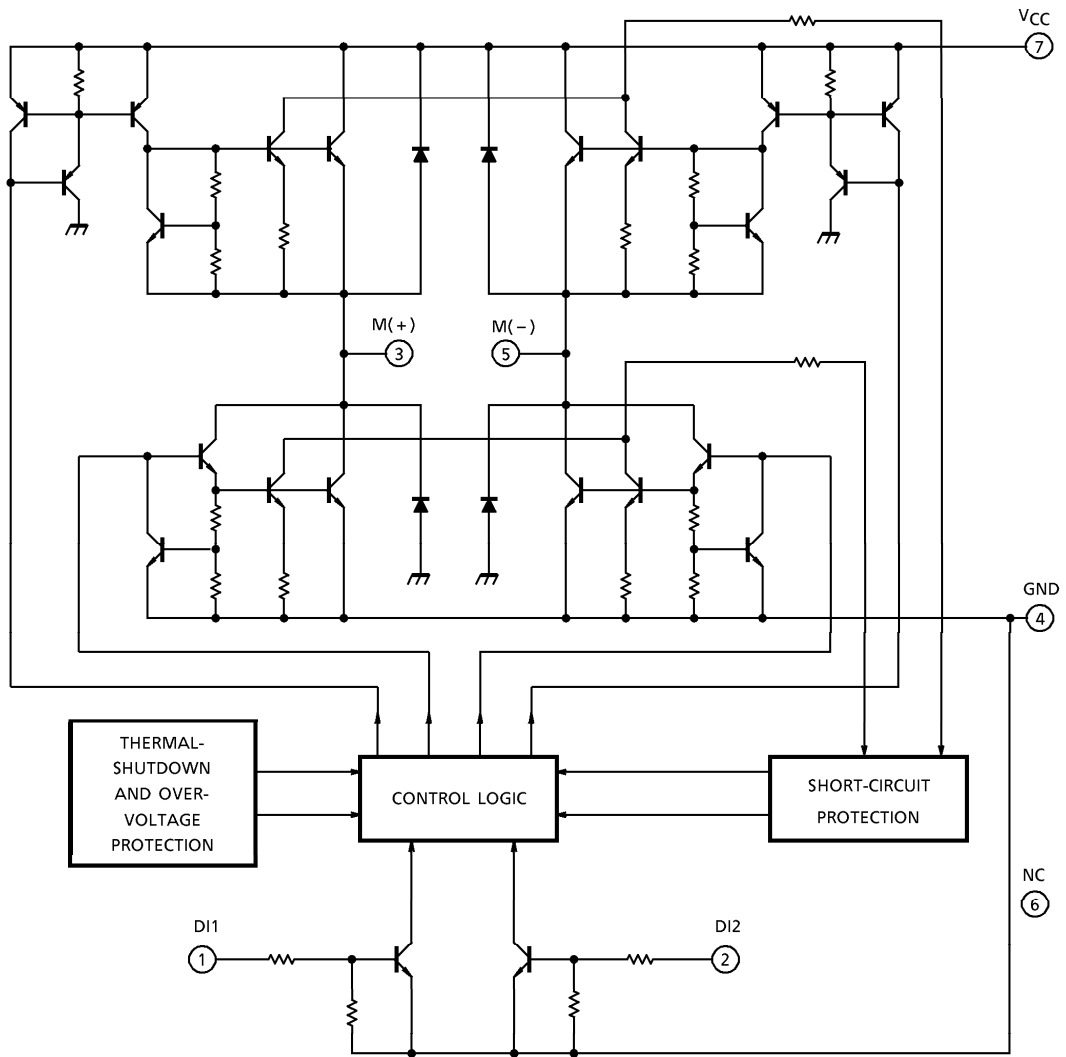 VCC
7
M(+)
3
M(−)
5
GND
4
THERMAL-
SHUTDOWN
AND OVER-
VOLTAGE
PROTECTION
CONTROL LOGIC
SHORT-CIRCUIT
PROTECTION
NC
6
DI1
1
DI2
2